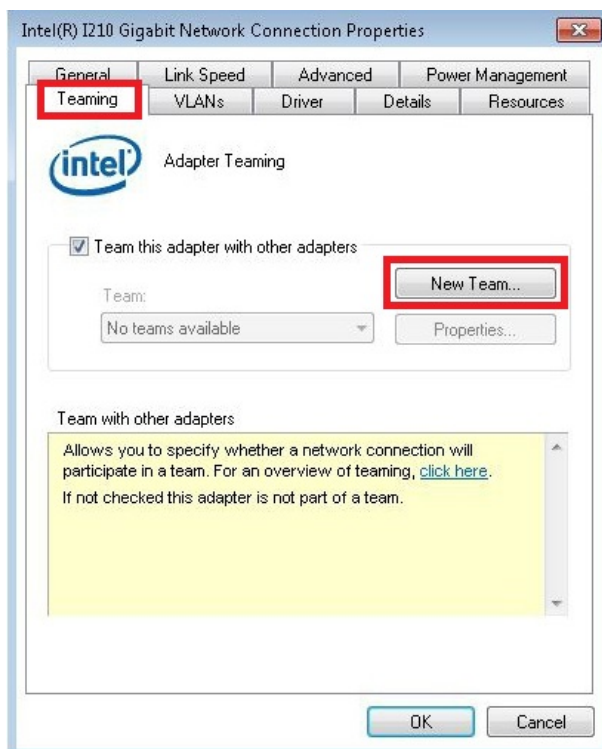 Intel(R) I210 Gigabit Network Connection Properties
General Link Speed Advanced Power Management
Teaming VLANs Driver Details Resources
intel Adapter Teaming
Team this adapter with other adapters
New Team...
Team:
No teams available Properties...
Team with other adapters
Allows you to specify whether a network connection will
participate in a team. For an overview of teaming, click here.
If not checked this adapter is not part of a team.
OK Cancel